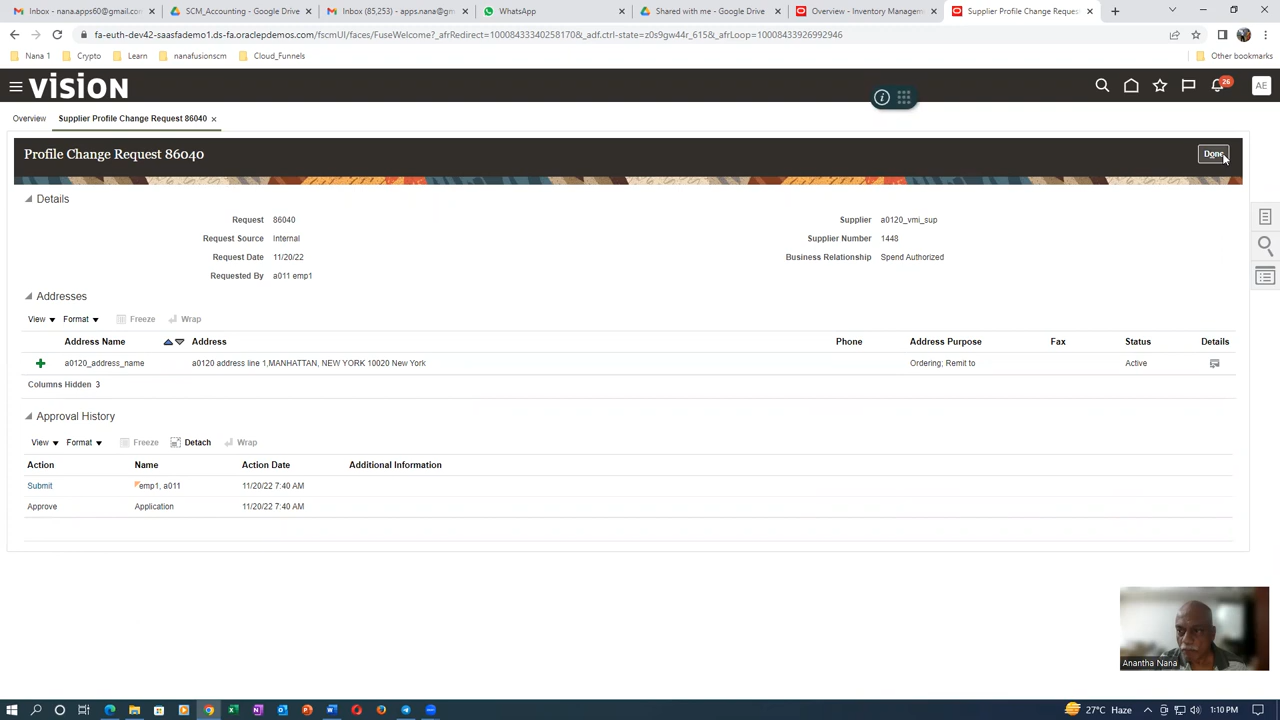 Inbox - nana.apps60@gmail.co
SCM_Accounting - Google Drive
Inbox (85,253) - apps.nana@gm
WhatsApp
Shared with me - Google Drive
Overview - Inventory Managem
Supplier Profile Change Reques
fa-euth-dev42-saasfademo1.ds-fa.oraclepdemos.com/fscmUI/faces/FuseWelcome?_afrRedirect=1000843340258170&_adf.ctrl-state=z0s9gw44r_615&_afrLoop=10008433926992946
Nana 1
Crypto
Learn
nanafusionscm
Cloud_Funnels
Other bookmarks
VISION
26
AE
Overview
Supplier Profile Change Request 86040
Profile Change Request 86040
Done
Details
Request 86040
Supplier a0120_vmi_sup
Request Source Internal
Supplier Number 1448
Request Date 11/20/22
Business Relationship Spend Authorized
Requested By a011 emp1
Addresses
View Format Freeze Wrap
Address Name Address Phone Address Purpose Fax Status Details
a0120_address_name a0120 address line 1,MANHATTAN, NEW YORK 10020 New York Ordering; Remit to Active
Columns Hidden 3
Approval History
View Format Freeze Detach Wrap
Action Name Action Date Additional Information
Submit emp1, a011 11/20/22 7:40 AM
Approve Application 11/20/22 7:40 AM
Anantha Nana
27°C Haze
1:10 PM